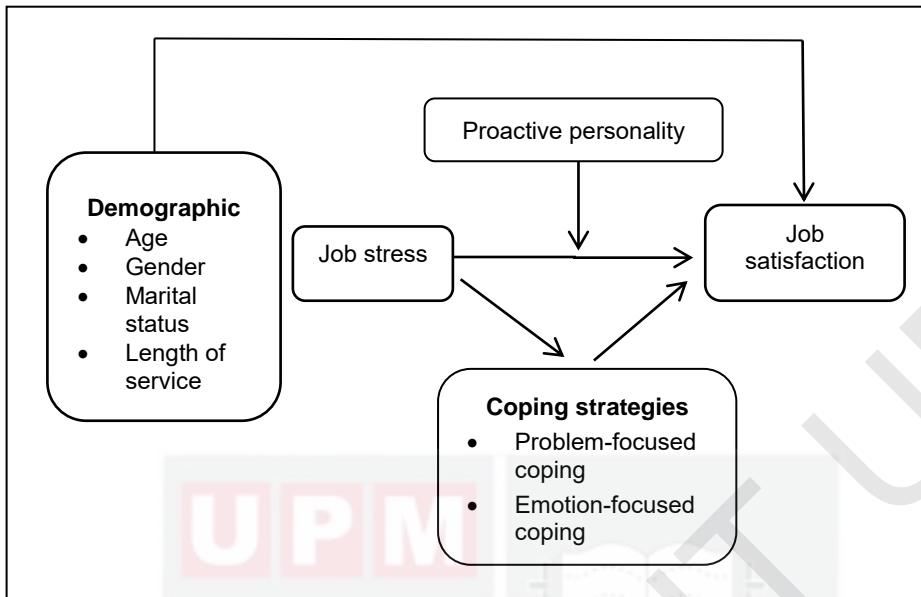 Proactive personality
Demographic
• Age
• Gender
• Marital
status
• Length of
service
Job stress
Job
satisfaction
Coping strategies
• Problem-focused
coping
• Emotion-focused
coping
UPM